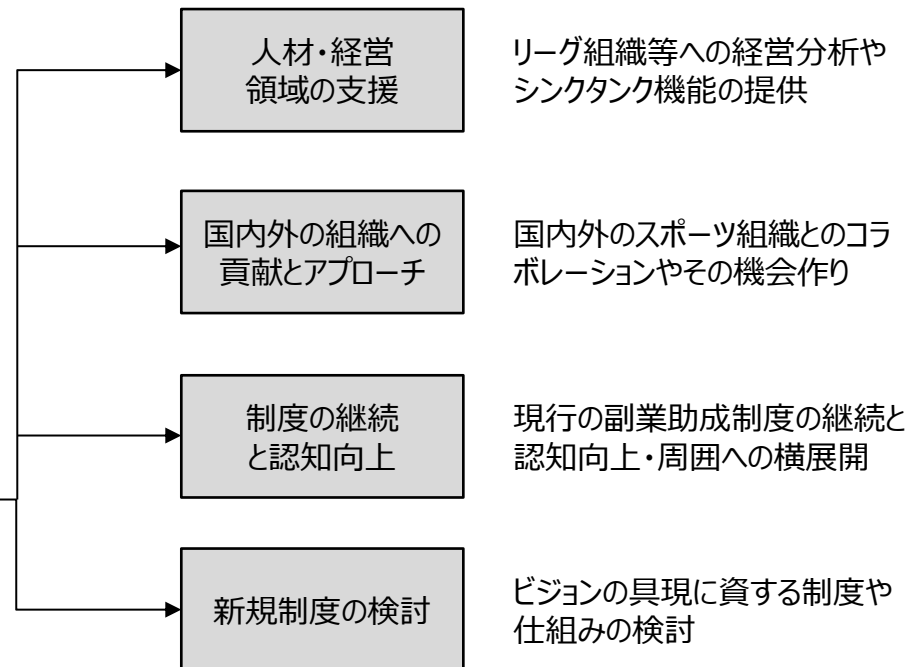 人材・経営
領域の支援
リーグ組織等への経営分析や
シンクタンク機能の提供
国内外の組織への
貢献とアプローチ
国内外のスポーツ組織とのコラ
ボレーションやその機会作り
制度の継続
と認知向上
現行の副業助成制度の継続と
認知向上・周囲への横展開
新規制度の検討
ビジョンの具現に資する制度や
仕組みの検討